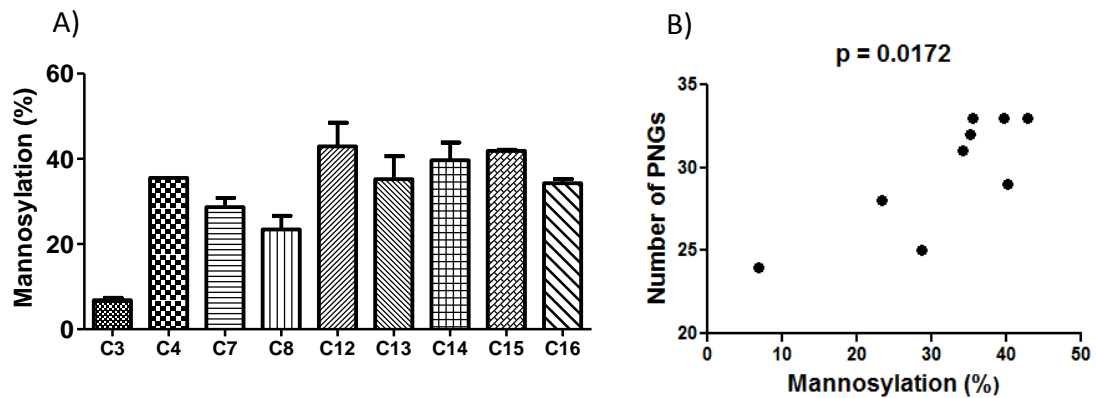 A)
Mannosylation (%)
60
40
20
0
C3 C4 C7 C8 C12 C13 C14 C15 C16
B)
p = 0.0172
Number of PNGs
35
30
25
20
0 10 20 30 40 50
Mannosylation (%)